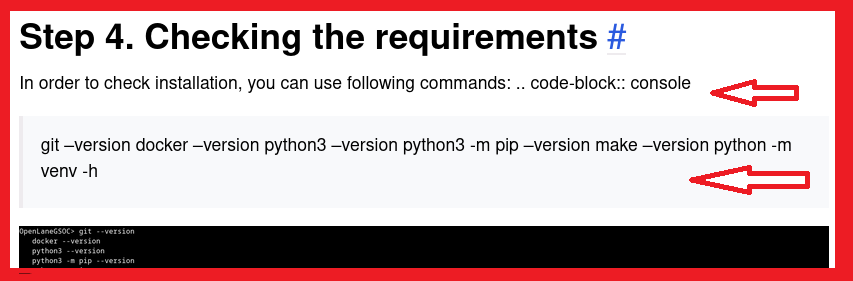 Step 4. Checking the requirements #
In order to check installation, you can use following commands: .. code-block:: console
git –version docker –version python3 –version python3 -m pip –version make –version python -m
venv -h
OpenLaneGSOC> git --version
docker --version
python3 --version
python3 -m pip --version